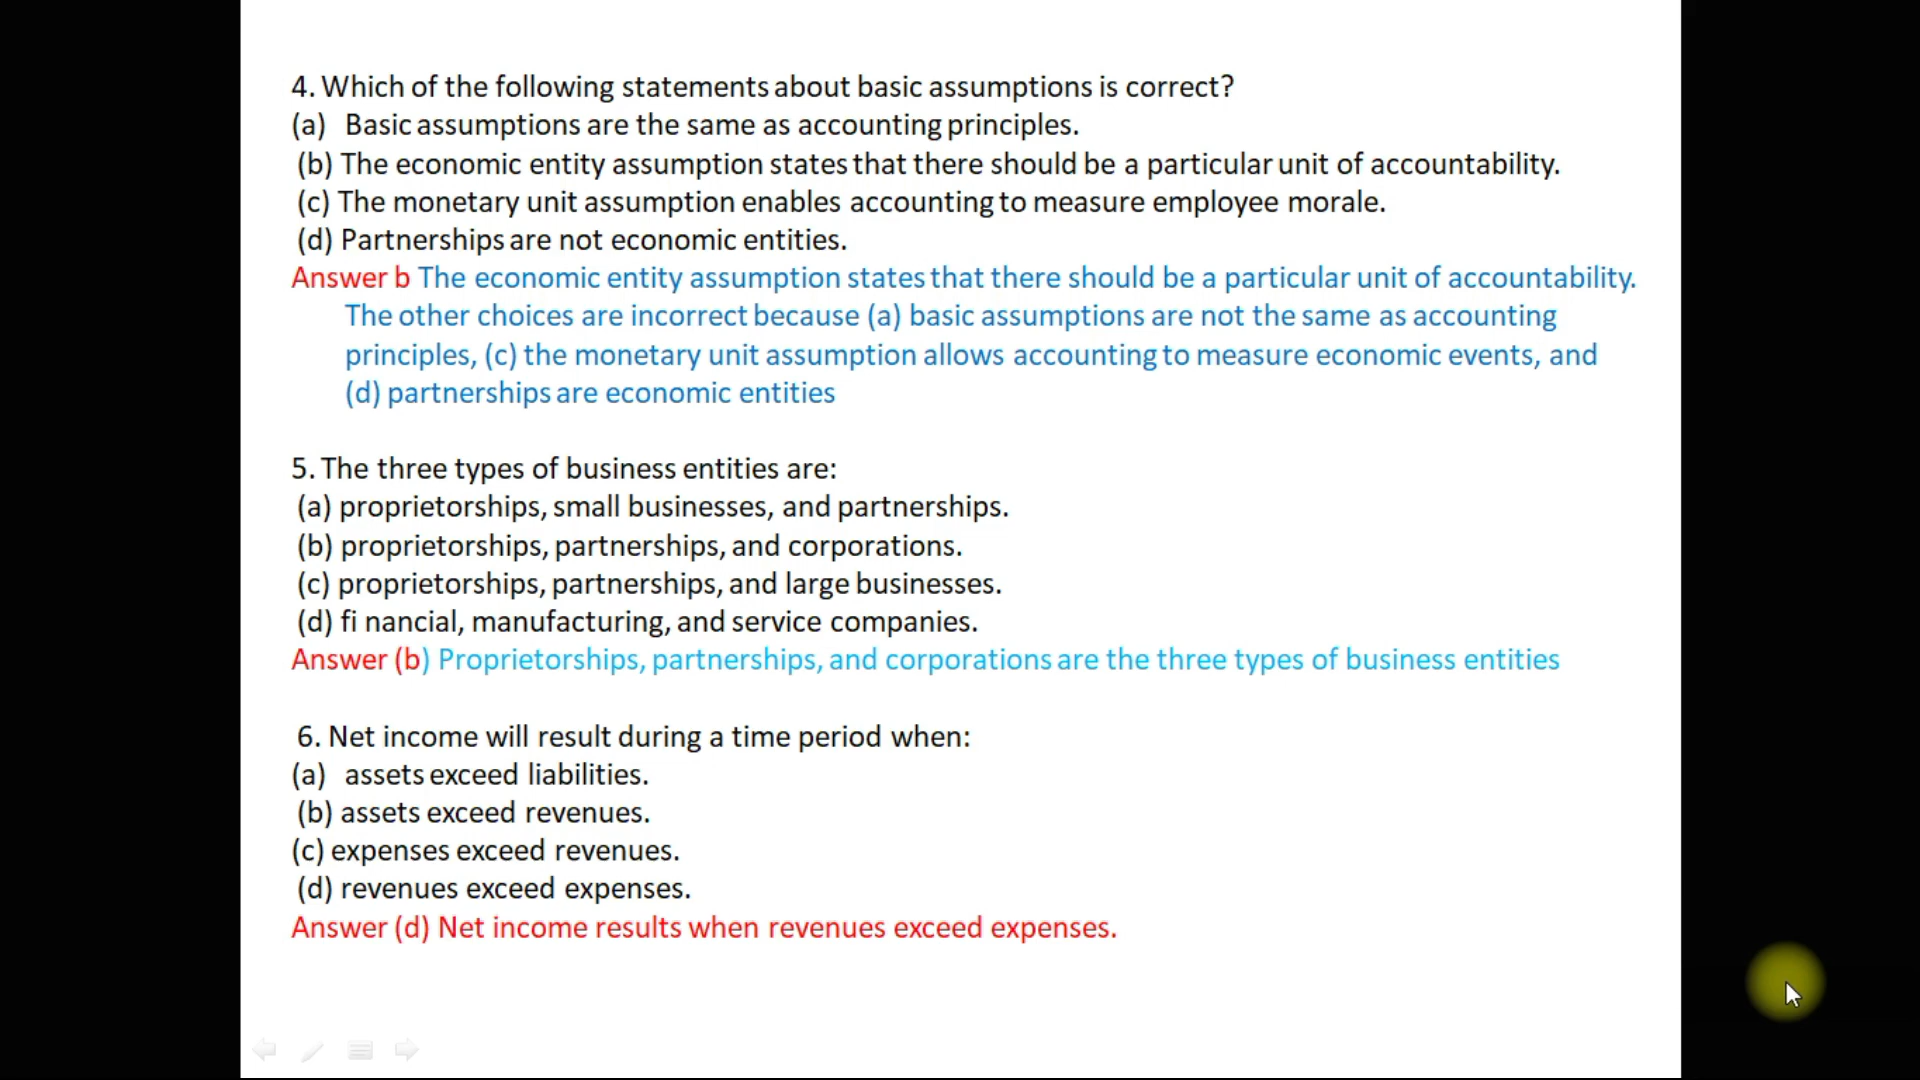 4. Which of the following statements about basic assumptions is correct?
(a) Basic assumptions are the same as accounting principles.
(b) The economic entity assumption states that there should be a particular unit of accountability.
(c) The monetary unit assumption enables accounting to measure employee morale.
(d) Partnerships are not economic entities.
Answer b The economic entity assumption states that there should be a particular unit of accountability.
The other choices are incorrect because (a) basic assumptions are not the same as accounting
principles, (c) the monetary unit assumption allows accounting to measure economic events, and
(d) partnerships are economic entities
5. The three types of business entities are:
(a) proprietorships, small businesses, and partnerships.
(b) proprietorships, partnerships, and corporations.
(c) proprietorships, partnerships, and large businesses.
(d) fi nancial, manufacturing, and service companies.
Answer (b) Proprietorships, partnerships, and corporations are the three types of business entities
6. Net income will result during a time period when:
(a) assets exceed liabilities.
(b) assets exceed revenues.
(c) expenses exceed revenues.
(d) revenues exceed expenses.
Answer (d) Net income results when revenues exceed expenses.